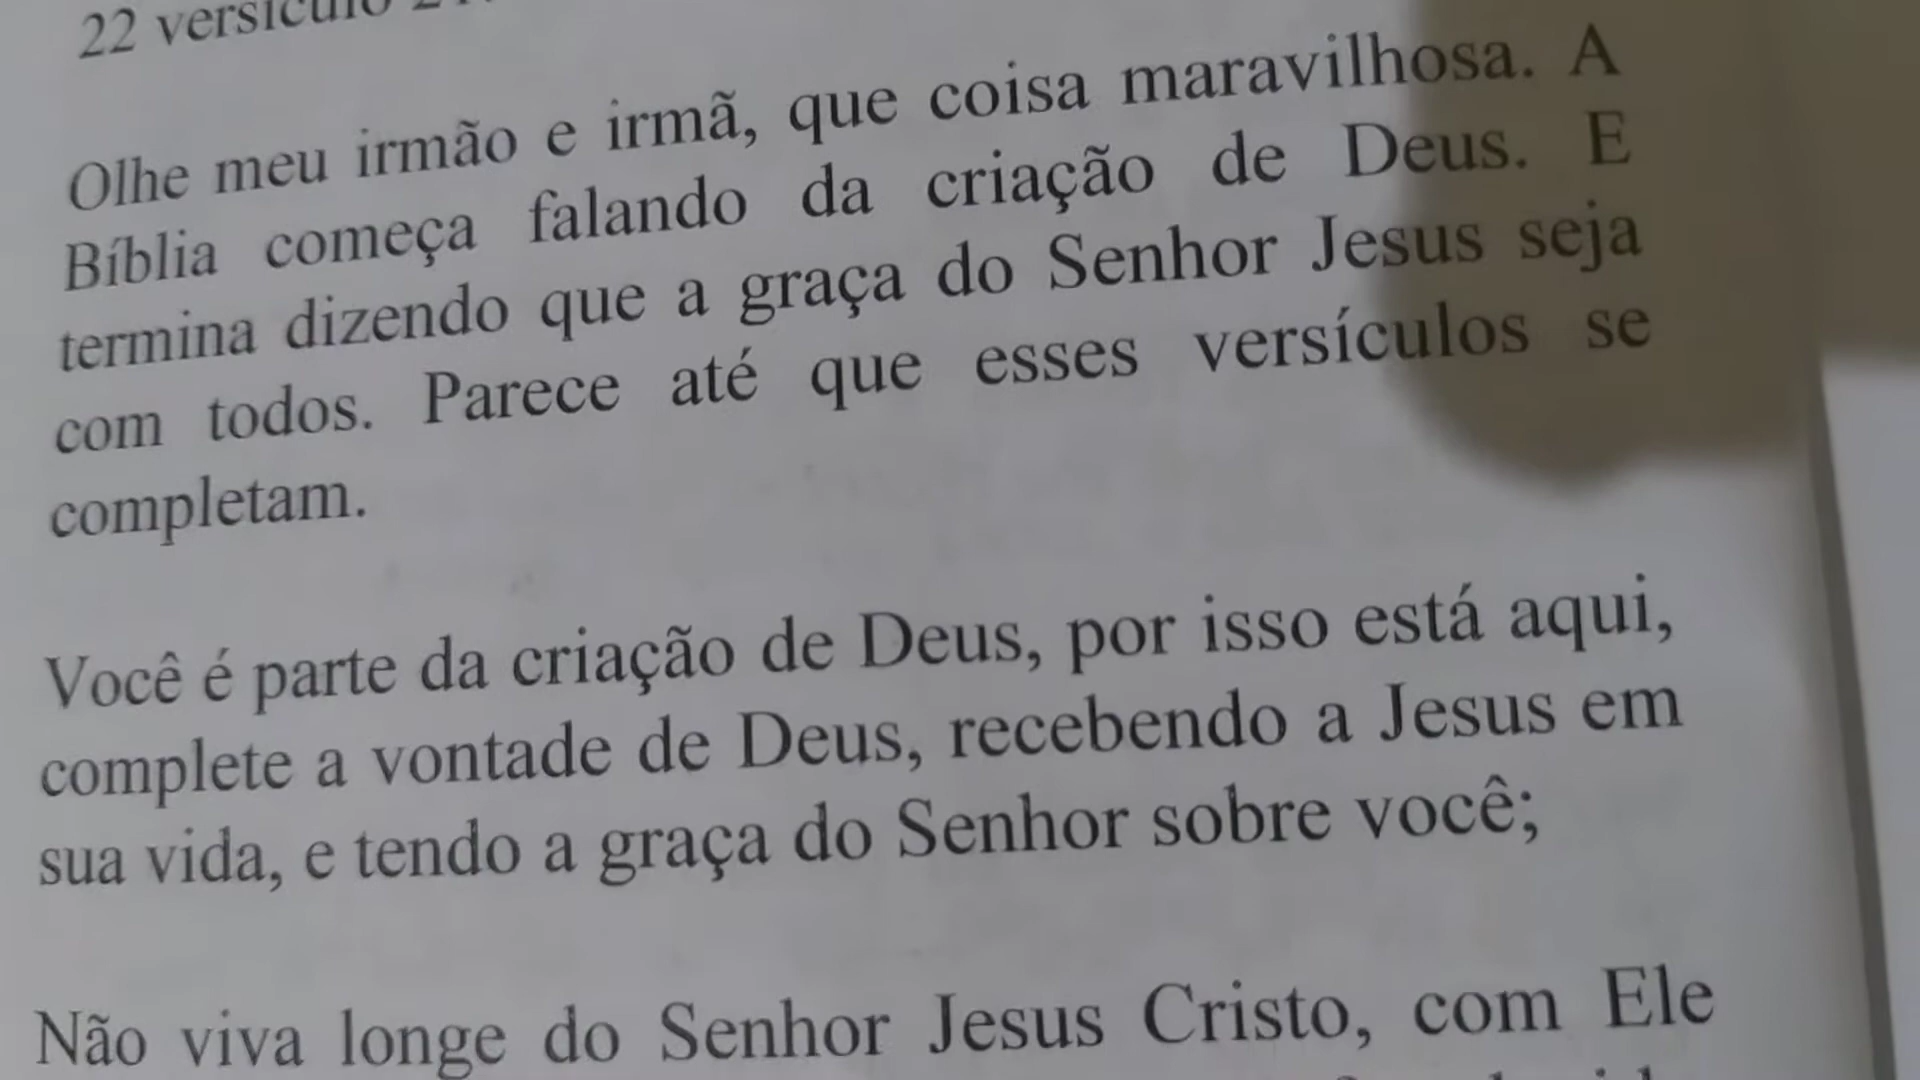 22 versículo
Olhe meu irmão e irmã, que coisa maravilhosa. A
Bíblia começa falando da criação de Deus. E
termina dizendo que a graça do Senhor Jesus seja
com todos. Parece até que esses versículos se
completam.
Você é parte da criação de Deus, por isso está aqui,
complete a vontade de Deus, recebendo a Jesus em
sua vida, e tendo a graça do Senhor sobre você;
Não viva longe do Senhor Jesus Cristo, com Ele